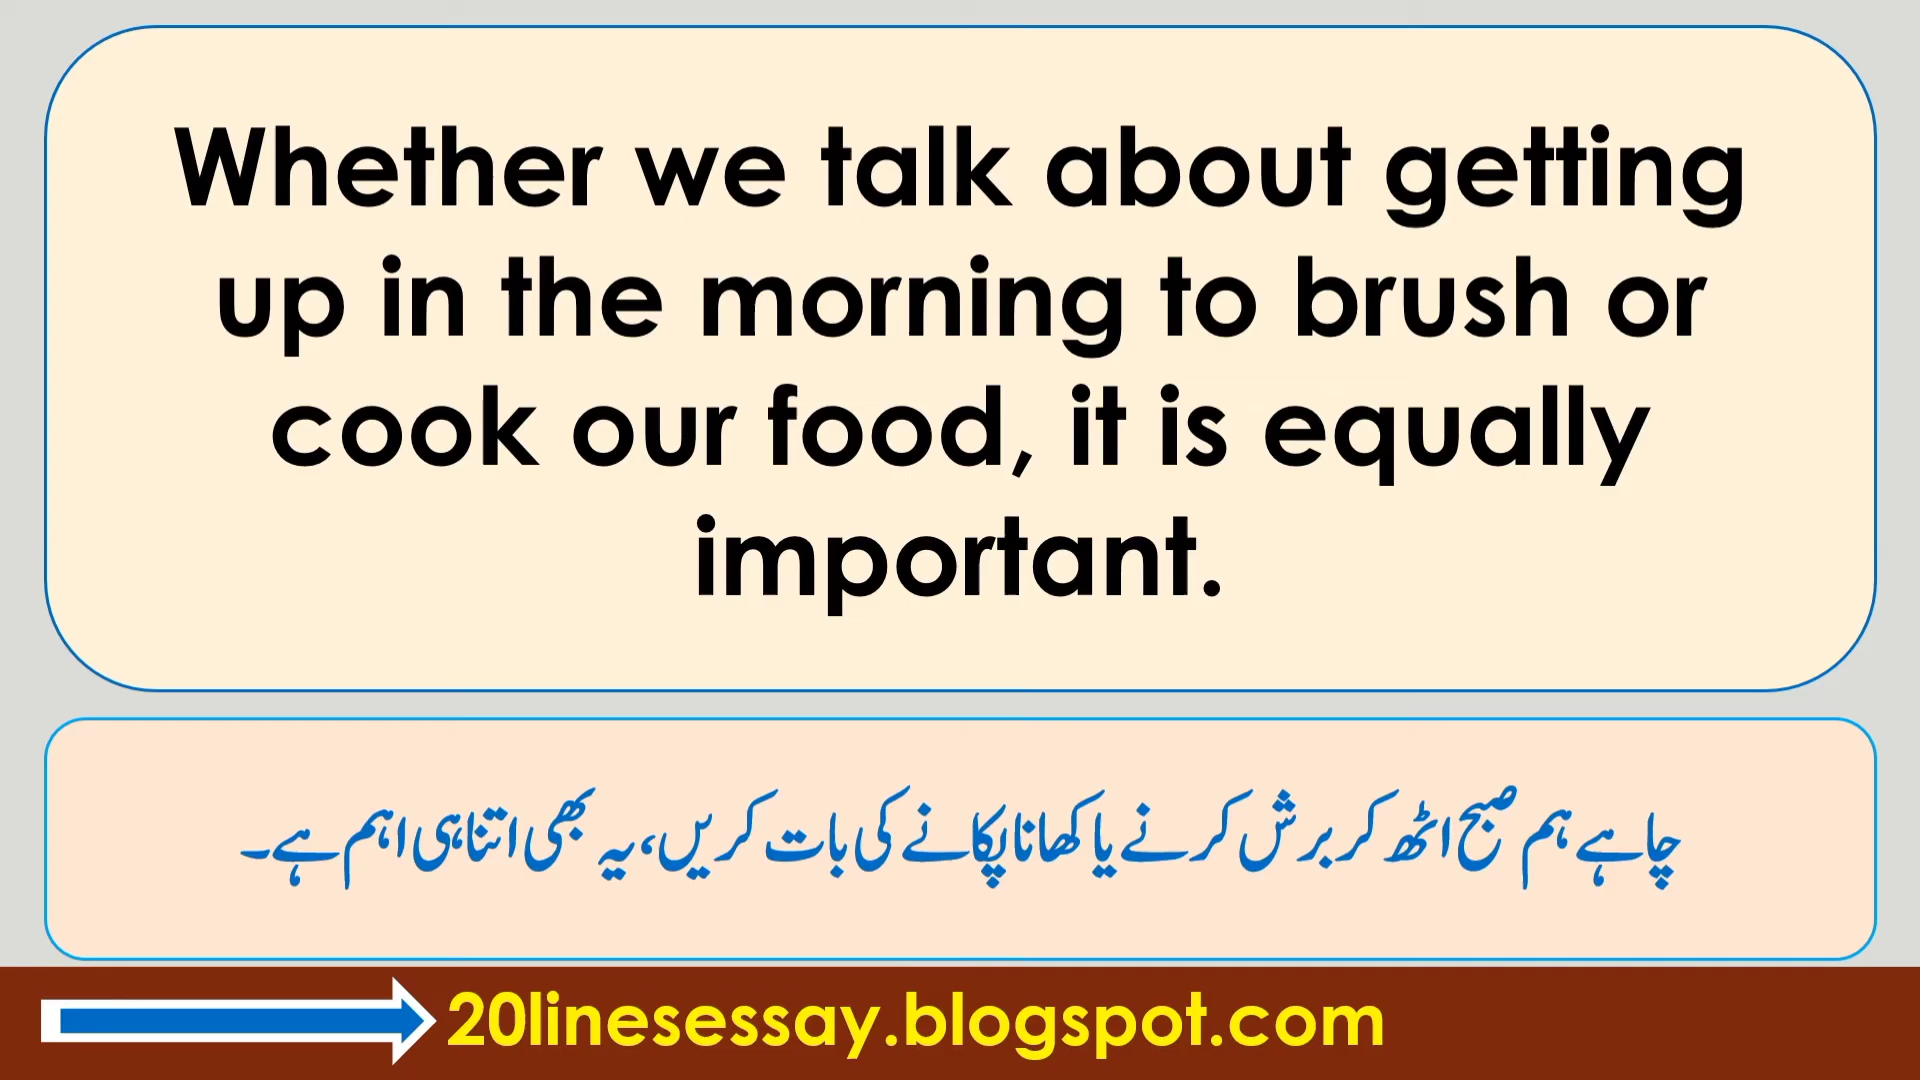 Whether we talk about getting
up in the morning to brush or
cook our food, it is equally
important.
چاہے ہم صبح اٹھ کر برش کرنے یا کھانا پکانے کی بات کریں، یہ بھی اتنا ہی اہم ہے۔
20linesessay.blogspot.com